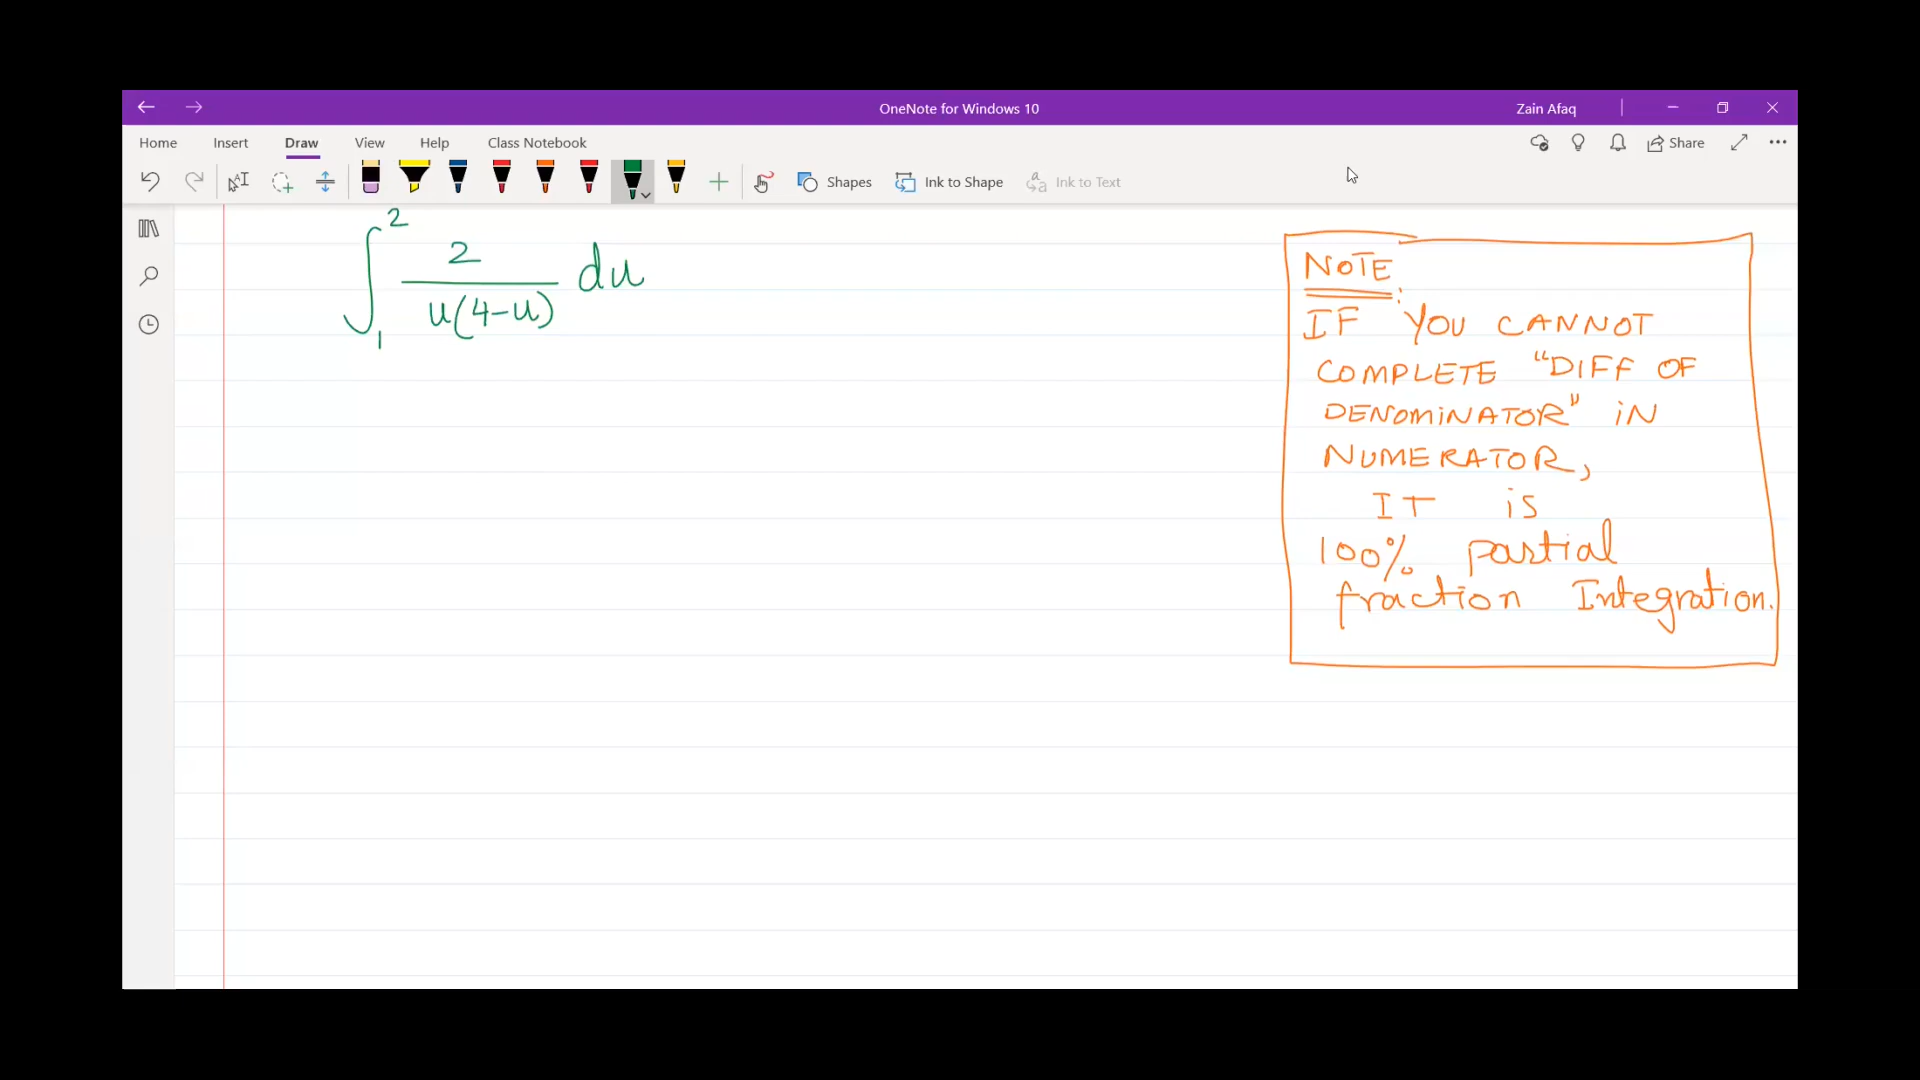 OneNote for Windows 10
Zain Afaq
Home Insert Draw View Help Class Notebook
Share
Shapes Ink to Shape Ink to Text
∫₁² 2/(u(4-u)) du
NOTE:
IF YOU CANNOT
COMPLETE "DIFF OF
DENOMINATOR" IN
NUMERATOR,
IT is
100% partial
fraction Integration.